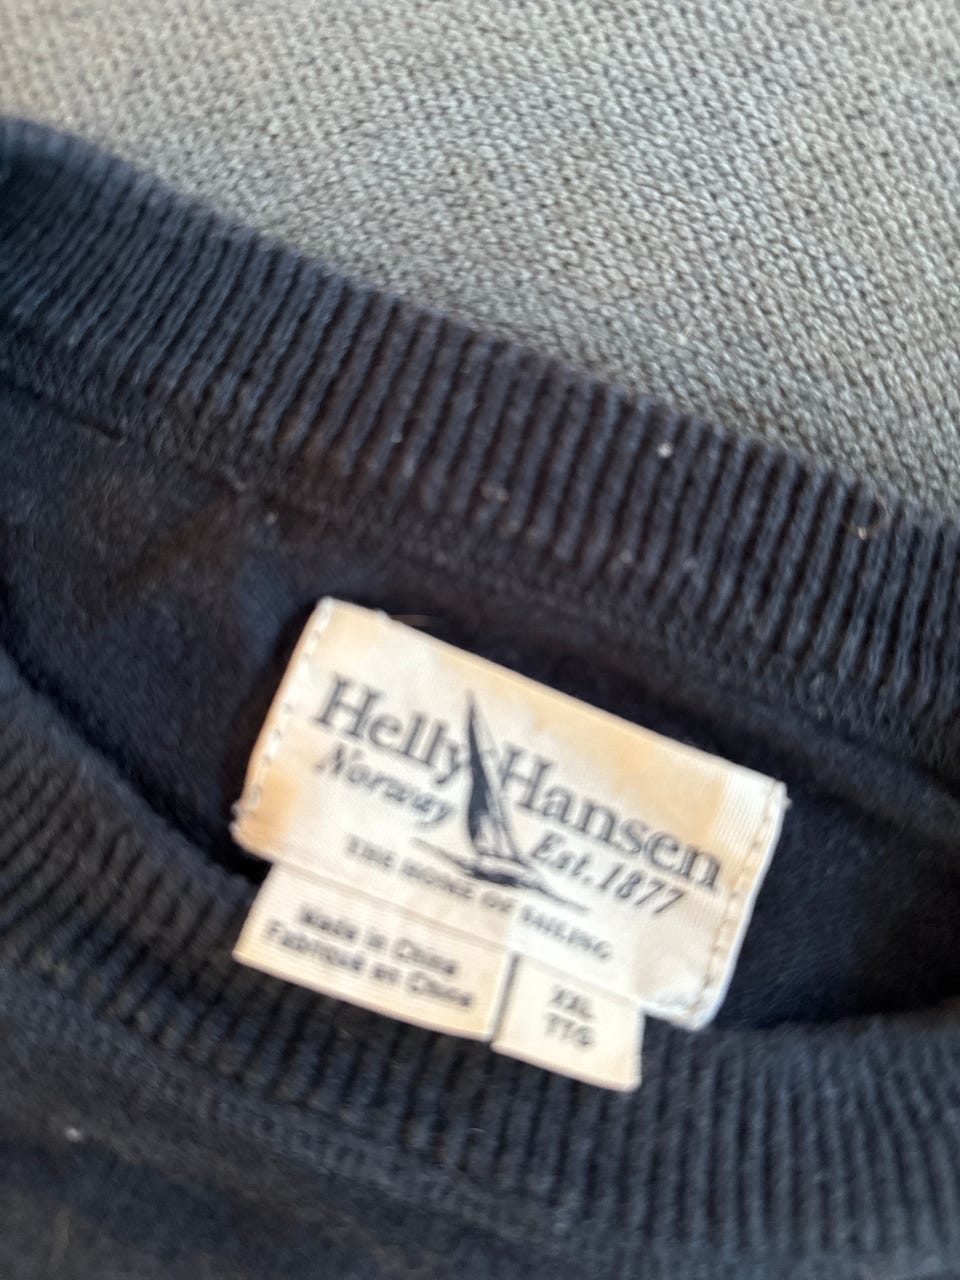 Helly Hansen
Norway Est. 1877
THE HOUSE OF SAILING
Made in China
Fabriqué en Chine
XXL
TTG